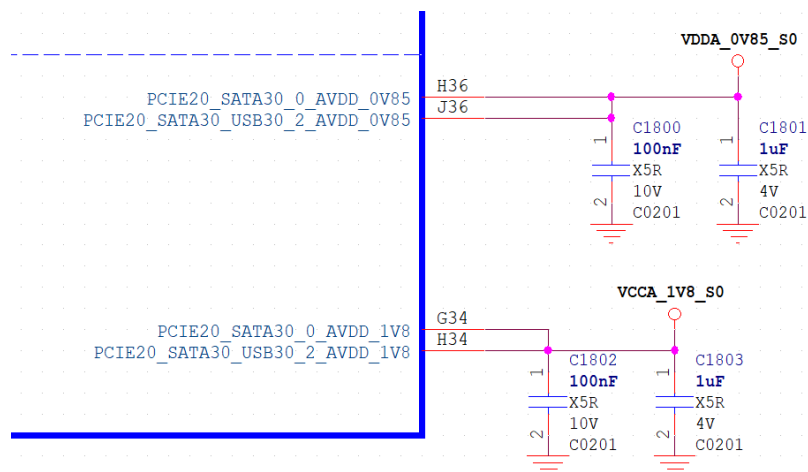 VDDA_0V85_S0
PCIE20_SATA30_0_AVDD_0V85 H36
PCIE20_SATA30_USB30_2_AVDD_0V85 J36
1 C1800
100nF
X5R
2 10V
C0201
1 C1801
1uF
X5R
2 4V
C0201
VCCA_1V8_S0
PCIE20_SATA30_0_AVDD_1V8 G34
PCIE20_SATA30_USB30_2_AVDD_1V8 H34
1 C1802
100nF
X5R
2 10V
C0201
1 C1803
1uF
X5R
2 4V
C0201